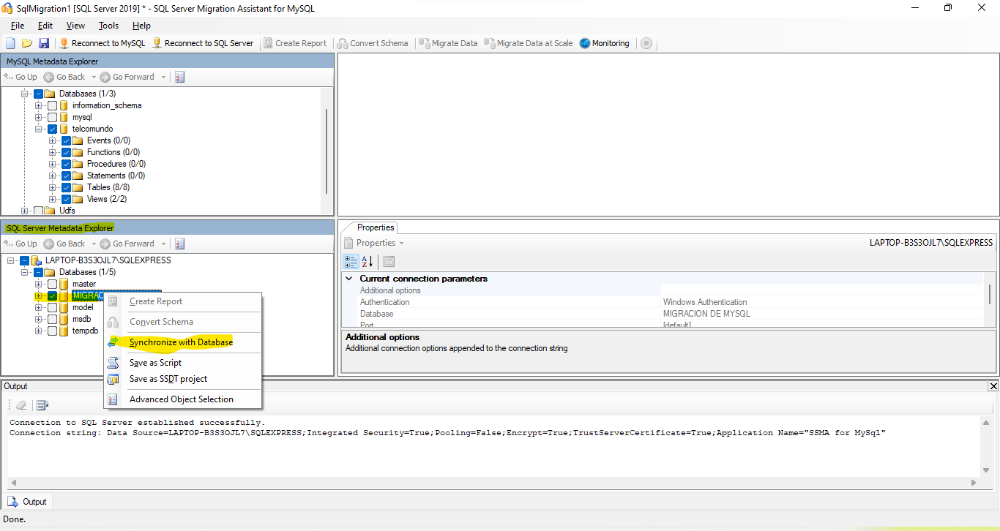 SqlMigration1 [SQL Server 2019] * - SQL Server Migration Assistant for MySQL
File Edit View Tools Help
Reconnect to MySQL Reconnect to SQL Server Create Report Convert Schema Migrate Data Migrate Data at Scale Monitoring
MySQL Metadata Explorer
Go Up Go Back Go Forward
Databases (1/3)
information_schema
mysql
telcomundo
Events (0/0)
Functions (0/0)
Procedures (0/0)
Statements (0/0)
Tables (8/8)
Views (2/2)
Udfs
SQL Server Metadata Explorer
Go Up Go Back Go Forward
LAPTOP-B3S3OJL7\SQLEXPRESS
Databases (1/5)
master
MIGRAC
model
msdb
tempdb
Create Report
Convert Schema
Synchronize with Database
Save as Script
Save as SSDT project
Advanced Object Selection
Properties
Properties LAPTOP-B3S3OJL7\SQLEXPRESS
Current connection parameters
Additional options
Authentication Windows Authentication
Database MIGRACION DE MYSQL
Port [default]
Additional options
Additional connection options appended to the connection string
Output
Connection to SQL Server established successfully.
Connection string: Data Source=LAPTOP-B3S3OJL7\SQLEXPRESS;Integrated Security=True;Pooling=False;Encrypt=True;TrustServerCertificate=True;Application Name="SSMA for MySql"
Output
Done.